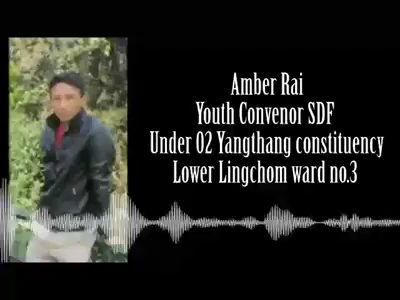 Amber Rai
Youth Convenor SDF
Under 02 Yangthang constituency
Lower Lingchom ward no.3